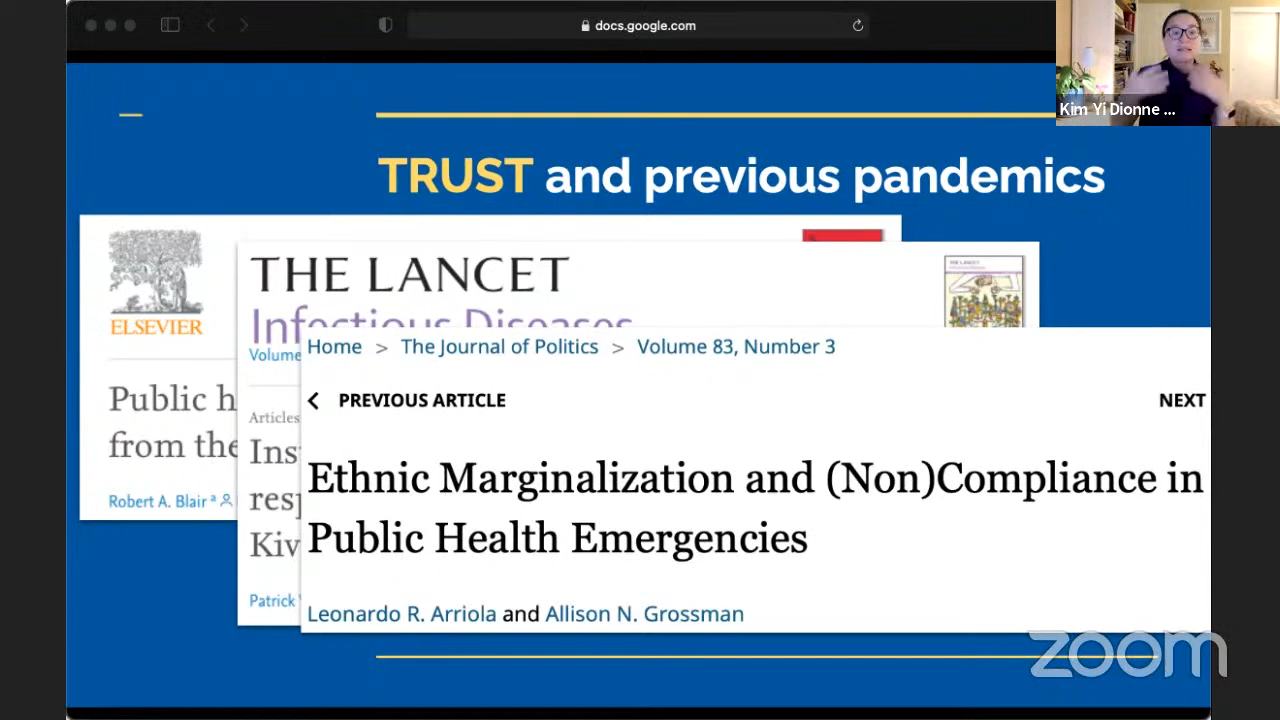 docs.google.com
Kim Yi Dionne ...
TRUST and previous pandemics
ELSEVIER
Public h
from the
Robert A. Blair a
THE LANCET
Infectious Diseases
Volume
Articles
Ins
resp
Kiv
Patrick
Home > The Journal of Politics > Volume 83, Number 3
PREVIOUS ARTICLE
NEXT
Ethnic Marginalization and (Non)Compliance in
Public Health Emergencies
Leonardo R. Arriola and Allison N. Grossman
zoom